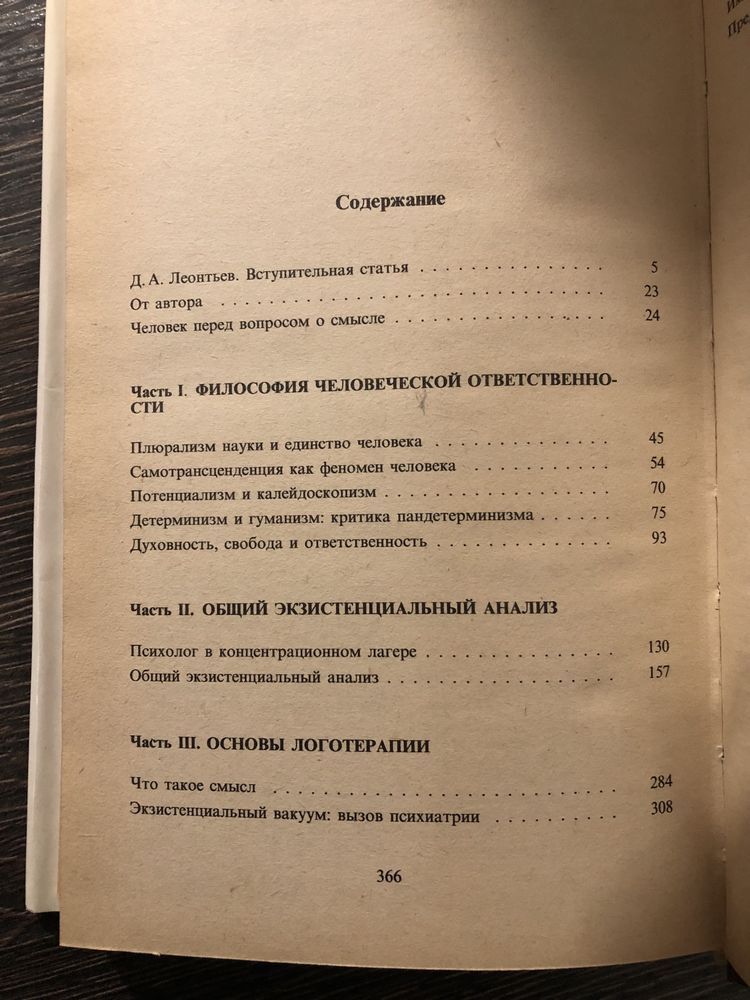 Содержание
Д. А. Леонтьев. Вступительная статья . . . . . . . . . . . . . . . 5
От автора . . . . . . . . . . . . . . . . . . . . . . . . . . . . 23
Человек перед вопросом о смысле . . . . . . . . . . . . . . . . 24
Часть I. ФИЛОСОФИЯ ЧЕЛОВЕЧЕСКОЙ ОТВЕТСТВЕННО-
СТИ
Плюрализм науки и единство человека . . . . . . . . . . . . . 45
Самотрансценденция как феномен человека . . . . . . . . . . 54
Потенциализм и калейдоскопизм . . . . . . . . . . . . . . . . . 70
Детерминизм и гуманизм: критика пандетерминизма . . . . . . 75
Духовность, свобода и ответственность . . . . . . . . . . . . . 93
Часть II. ОБЩИЙ ЭКЗИСТЕНЦИАЛЬНЫЙ АНАЛИЗ
Психолог в концентрационном лагере . . . . . . . . . . . . . . 130
Общий экзистенциальный анализ . . . . . . . . . . . . . . . . . 157
Часть III. ОСНОВЫ ЛОГОТЕРАПИИ
Что такое смысл . . . . . . . . . . . . . . . . . . . . . . . . . 284
Экзистенциальный вакуум: вызов психиатрии . . . . . . . . . 308
366